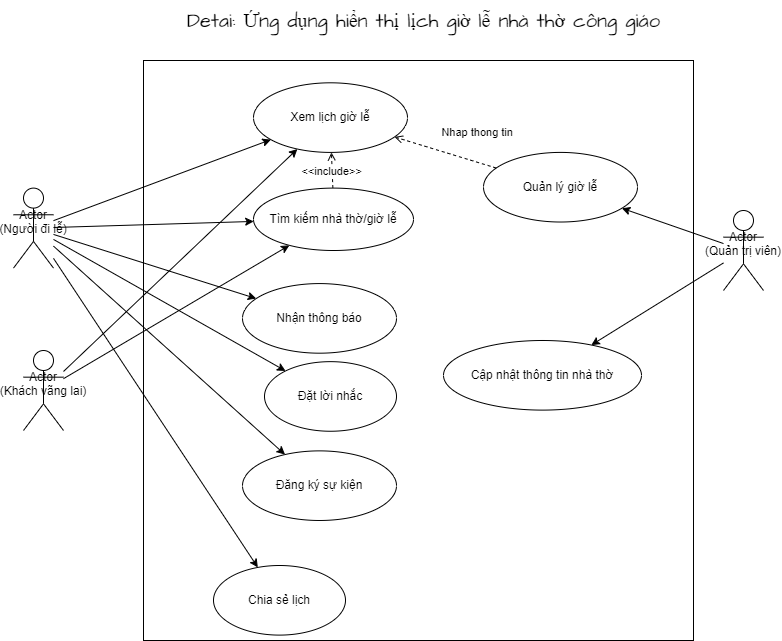 Detai: Ứng dụng hiển thị lịch giờ lễ nhà thờ công giáo
Xem lịch giờ lễ
Nhap thong tin
<<include>>
Quản lý giờ lễ
Actor
(Người đi lễ)
Tìm kiếm nhà thờ/giờ lễ
Actor
(Quản trị viên)
Nhận thông báo
Actor
(Khách vãng lai)
Cập nhật thông tin nhà thờ
Đặt lời nhắc
Đăng ký sự kiện
Chia sẻ lịch